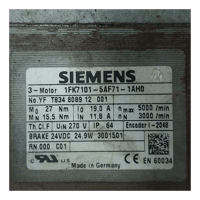 SIEMENS
3~Motor 1FK7101-5AF71-1AH0
No.YF T834 8089 12 001
M0 27 Nm I0 19,0 A nmax 5000 /min
MN 15,5 Nm IN 11,8 A nN 3000 /min
Th.Cl.F UIN 270 V IP 64 Encoder I-2048
BRAKE 24VDC 24,9W 3001501
RN 000 C01
EN 60034